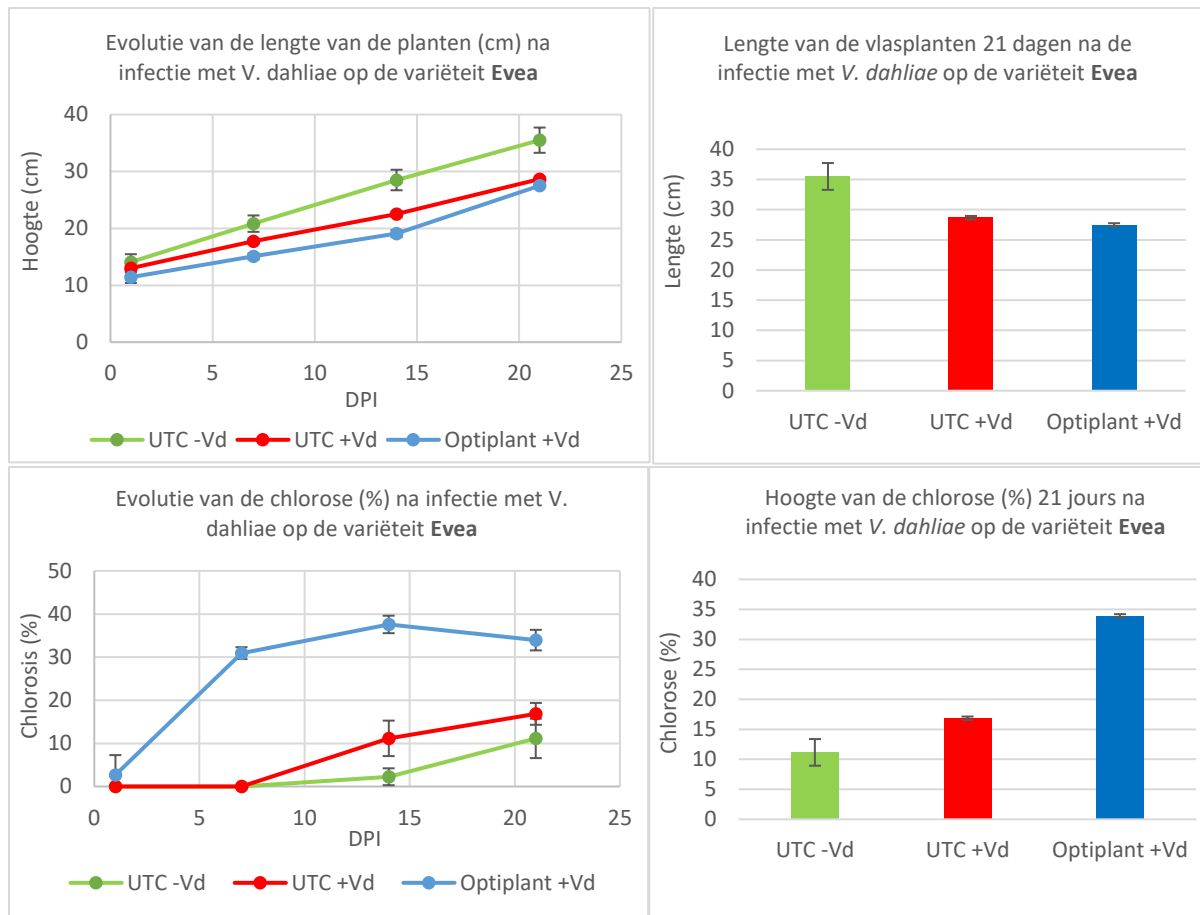 Evolutie van de lengte van de planten (cm) na
infectie met V. dahliae op de variëteit Evea
Hoogte (cm)
40
30
20
10
0
0 5 10 15 20 25
DPI
UTC -Vd UTC +Vd Optiplant +Vd
Lengte van de vlasplanten 21 dagen na de
infectie met V. dahliae op de variëteit Evea
Lengte (cm)
40
35
30
25
20
15
10
5
0
UTC -Vd UTC +Vd Optiplant +Vd
Evolutie van de chlorose (%) na infectie met V.
dahliae op de variëteit Evea
Chlorosis (%)
50
40
30
20
10
0
0 5 10 15 20 25
DPI
UTC -Vd UTC +Vd Optiplant +Vd
Hoogte van de chlorose (%) 21 jours na
infectie met V. dahliae op de variëteit Evea
Chlorose (%)
40
35
30
25
20
15
10
5
0
UTC -Vd UTC +Vd Optiplant +Vd